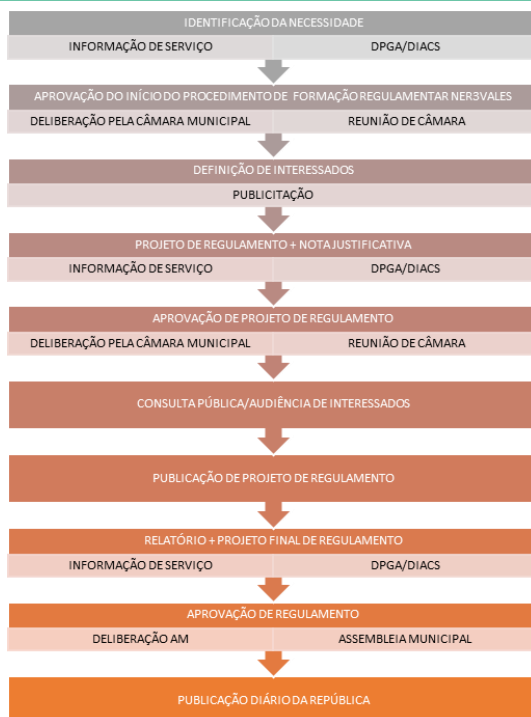 IDENTIFICAÇÃO DA NECESSIDADE
INFORMAÇÃO DE SERVIÇO DPGA/DIACS
APROVAÇÃO DO INÍCIO DO PROCEDIMENTO DE FORMAÇÃO REGULAMENTAR NER3VALES
DELIBERAÇÃO PELA CÂMARA MUNICIPAL REUNIÃO DE CÂMARA
DEFINIÇÃO DE INTERESSADOS
PUBLICITAÇÃO
PROJETO DE REGULAMENTO + NOTA JUSTIFICATIVA
INFORMAÇÃO DE SERVIÇO DPGA/DIACS
APROVAÇÃO DE PROJETO DE REGULAMENTO
DELIBERAÇÃO PELA CÂMARA MUNICIPAL REUNIÃO DE CÂMARA
CONSULTA PÚBLICA/AUDIÊNCIA DE INTERESSADOS
PUBLICAÇÃO DE PROJETO DE REGULAMENTO
RELATÓRIO + PROJETO FINAL DE REGULAMENTO
INFORMAÇÃO DE SERVIÇO DPGA/DIACS
APROVAÇÃO DE REGULAMENTO
DELIBERAÇÃO AM ASSEMBLEIA MUNICIPAL
PUBLICAÇÃO DIÁRIO DA REPÚBLICA